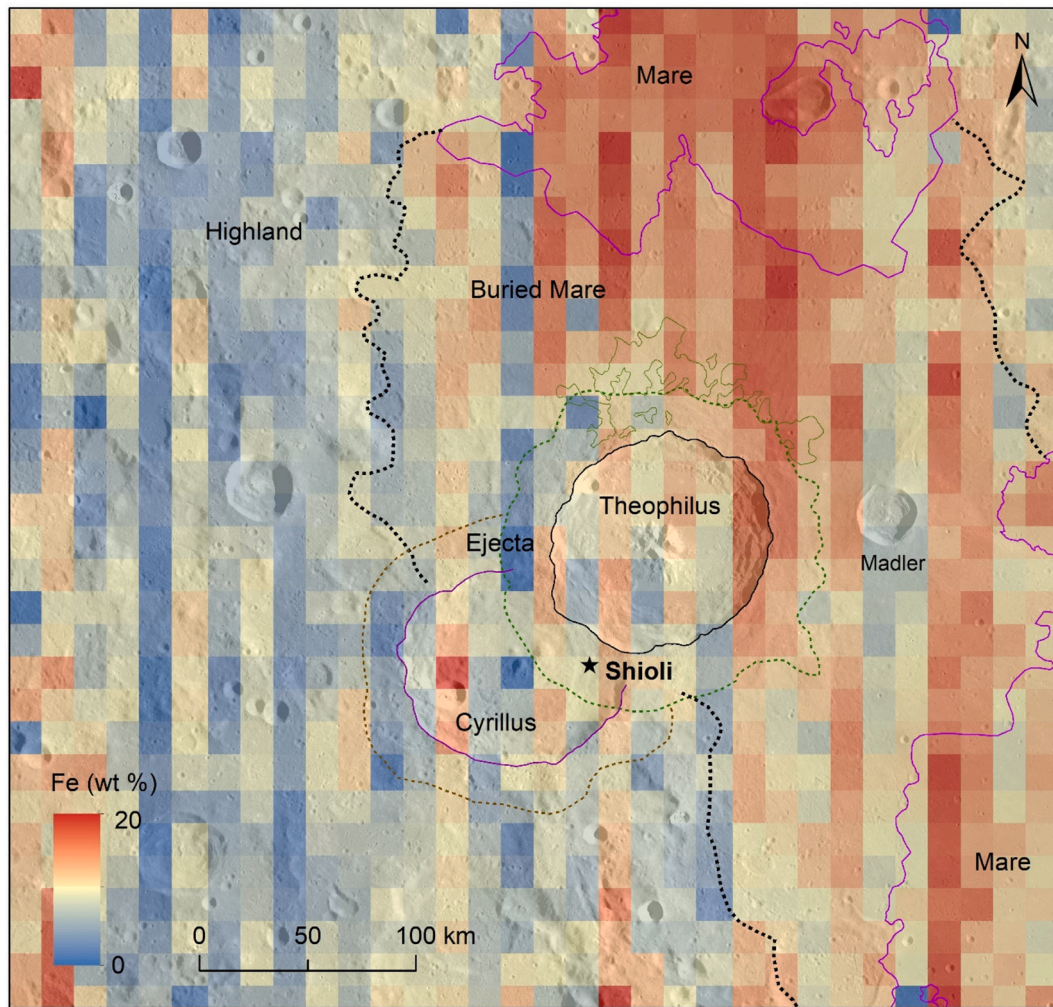 N
Mare
Highland
Buried Mare
Theophilus
Ejecta
Madler
Shioli
Cyrillus
Fe (wt %)
20
0
0 50 100 km
Mare